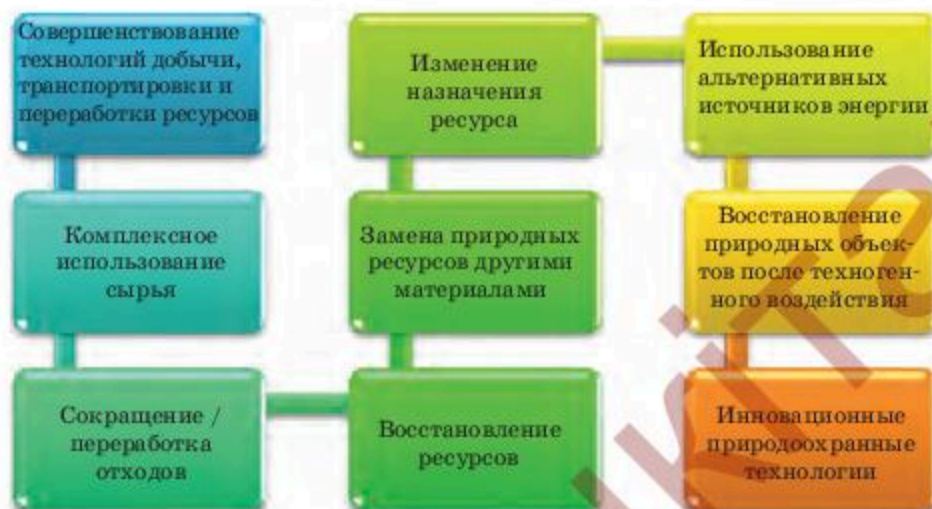 Совершенствование
технологий добычи,
транспортировки и
переработки ресурсов
Комплексное
использование
сырья
Сокращение /
переработка
отходов
Восстановление
ресурсов
Замена природных
ресурсов другими
материалами
Изменение
назначения
ресурса
Использование
альтернативных
источников энергии
Восстановление
природных объек-
тов после техноген-
ного воздействия
Инновационные
природоохранные
технологии